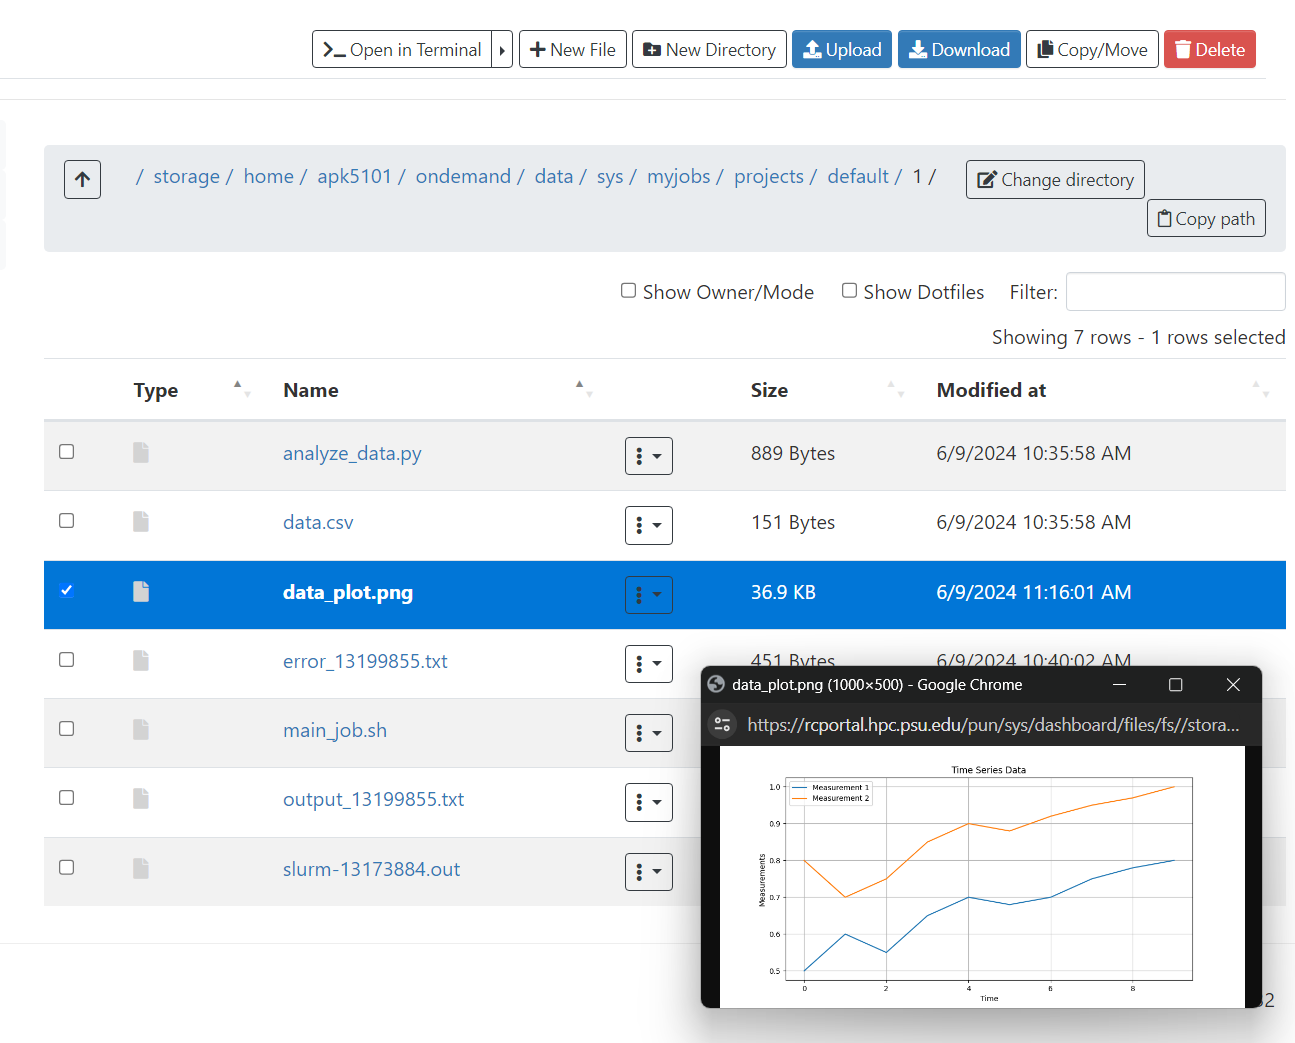 Open in Terminal New File New Directory Upload Download Copy/Move Delete
/ storage / home / apk5101 / ondemand / data / sys / myjobs / projects / default / 1 / Change directory
Copy path
Show Owner/Mode Show Dotfiles Filter:
Showing 7 rows - 1 rows selected
Type Name Size Modified at
analyze_data.py 889 Bytes 6/9/2024 10:35:58 AM
data.csv 151 Bytes 6/9/2024 10:35:58 AM
data_plot.png 36.9 KB 6/9/2024 11:16:01 AM
error_13199855.txt 451 Bytes 6/9/2024 10:40:02 AM
main_job.sh
output_13199855.txt
slurm-13173884.out
data_plot.png (1000×500) - Google Chrome
https://rcportal.hpc.psu.edu/pun/sys/dashboard/files/fs//stora...
Time Series Data
Measurement 1
Measurement 2
1.0
0.9
0.8
0.7
0.6
0.5
Measurements
0 2 4 6 8
Time